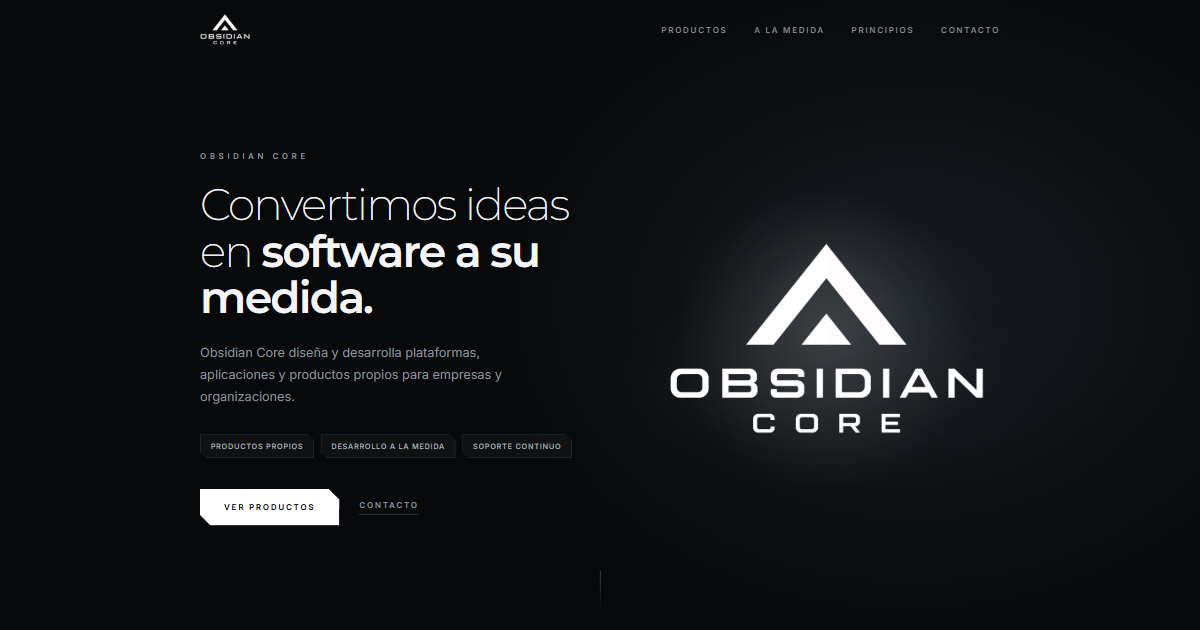 OBSIDIAN
CORE
PRODUCTOS A LA MEDIDA PRINCIPIOS CONTACTO
OBSIDIAN CORE
Convertimos ideas
en software a su
medida.
Obsidian Core diseña y desarrolla plataformas,
aplicaciones y productos propios para empresas y
organizaciones.
PRODUCTOS PROPIOS DESARROLLO A LA MEDIDA SOPORTE CONTINUO
VER PRODUCTOS CONTACTO
OBSIDIAN
CORE